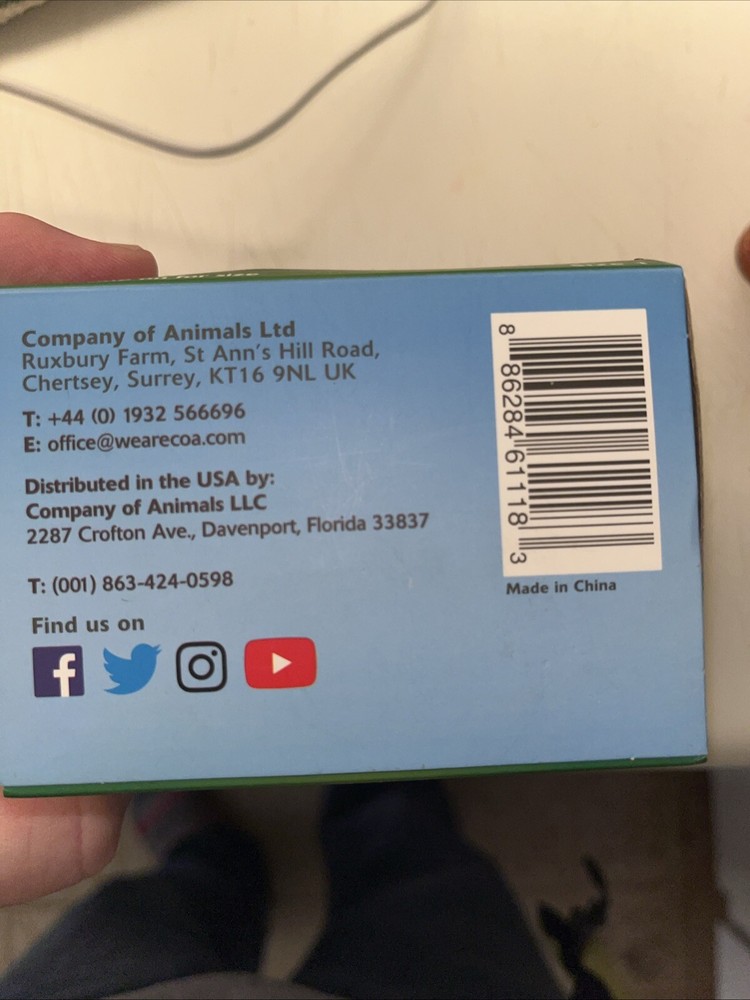 Company of Animals Ltd
Ruxbury Farm, St Ann's Hill Road,
Chertsey, Surrey, KT16 9NL UK
T: +44 (0) 1932 566696
E: office@wearecoa.com
Distributed in the USA by:
Company of Animals LLC
2287 Crofton Ave., Davenport, Florida 33837
T: (001) 863-424-0598
Find us on
8 86284 61118 3
Made in China